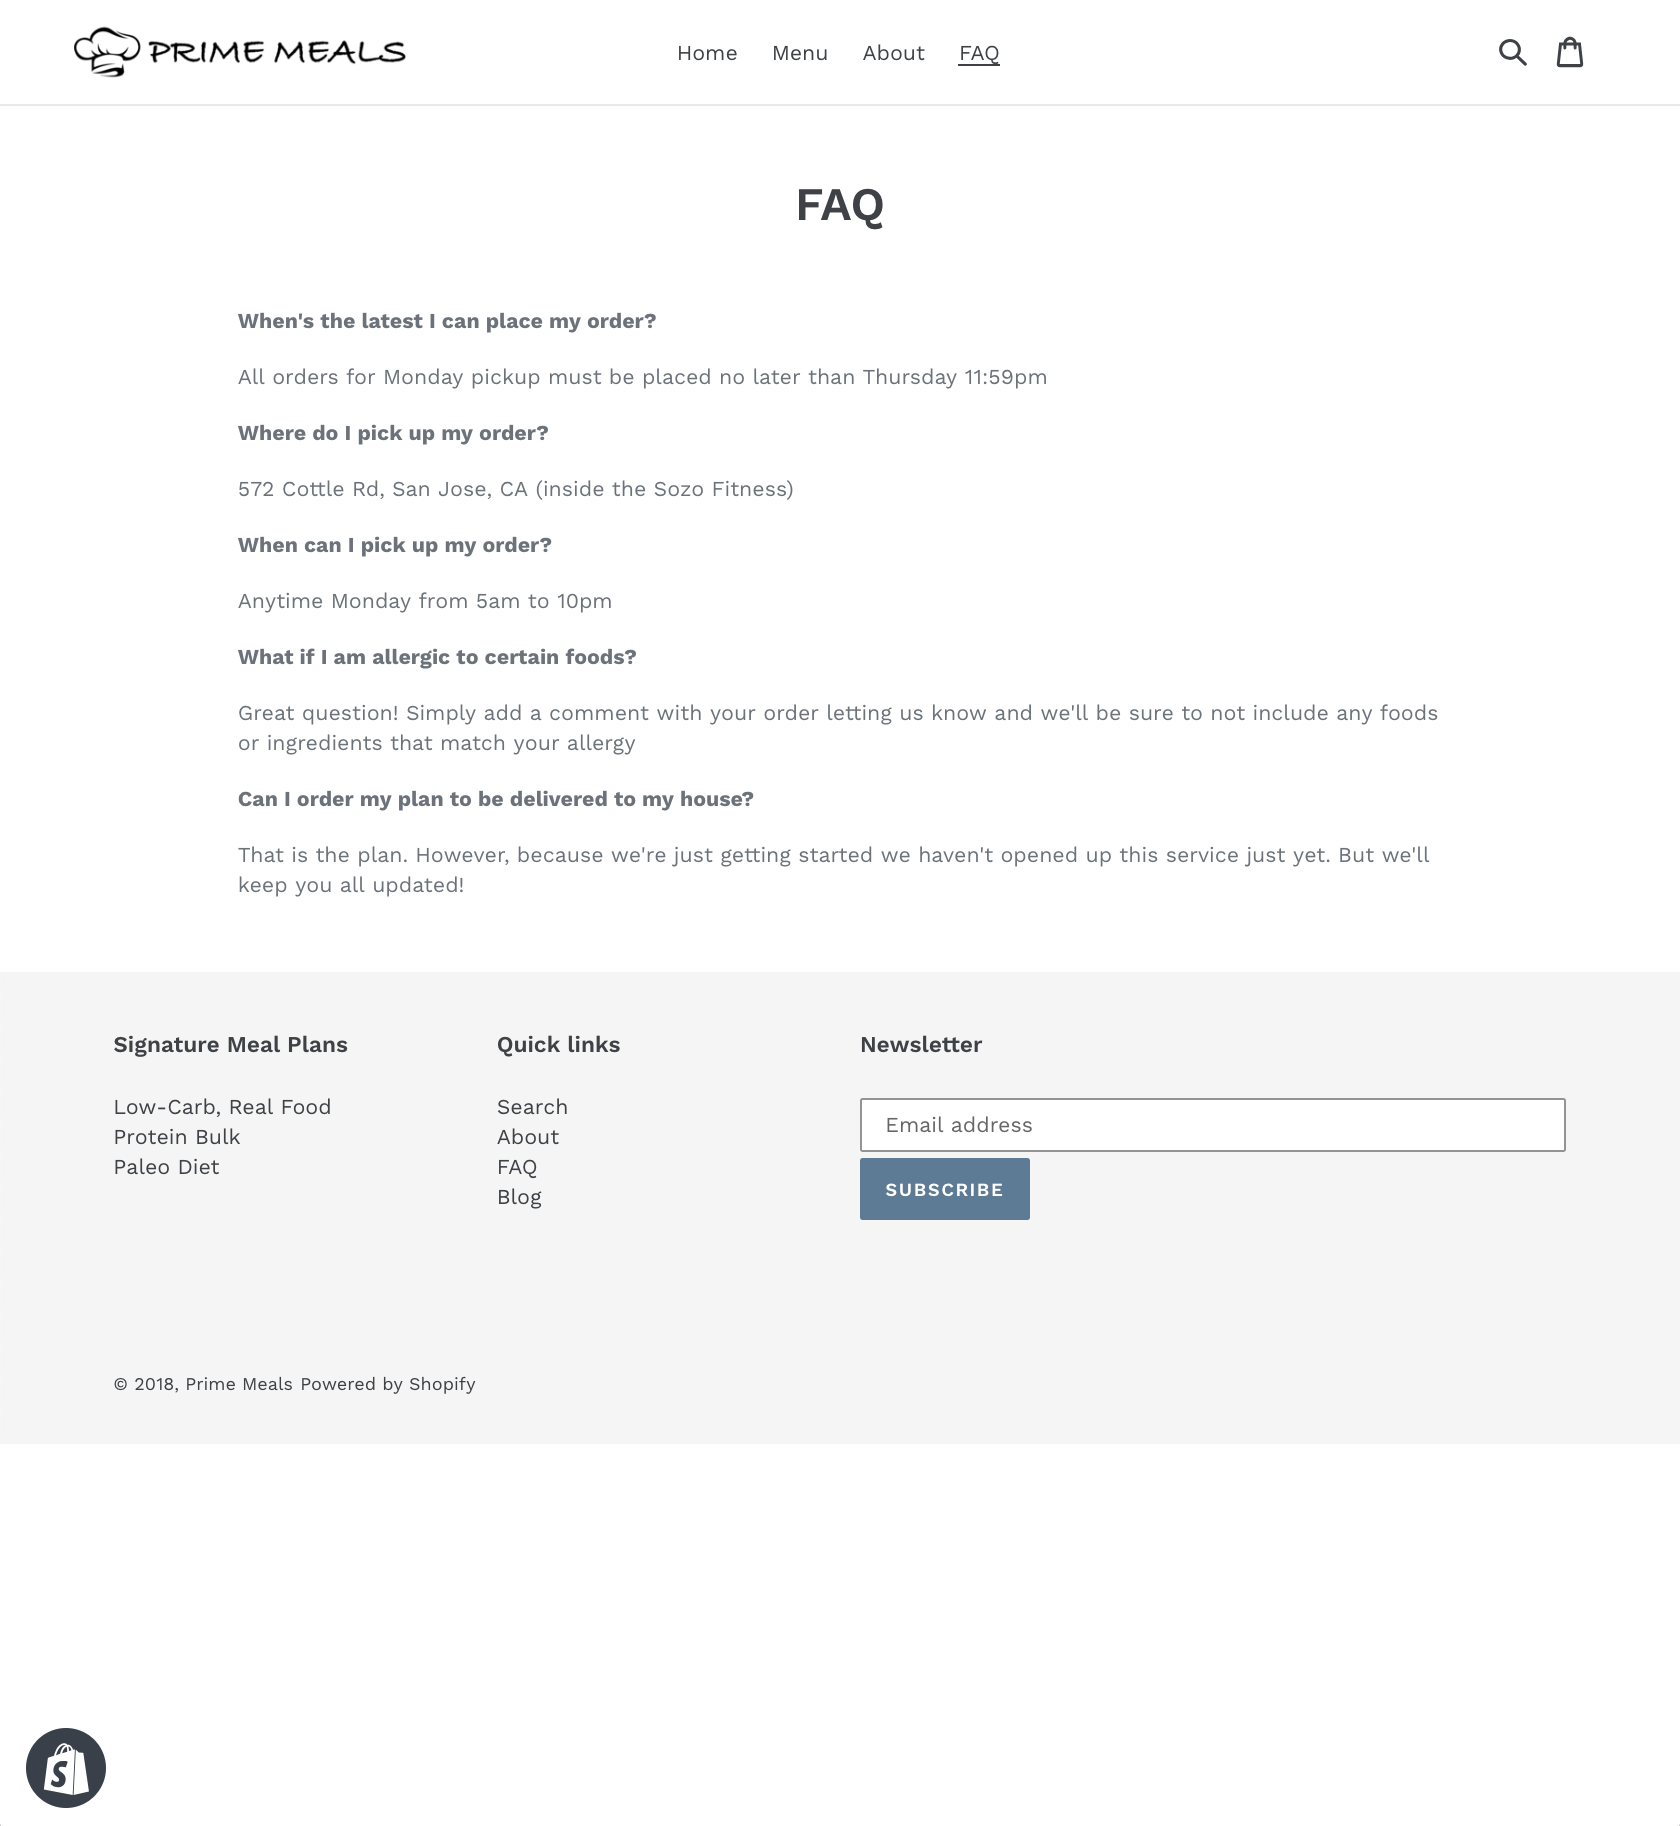 PRIME MEALS
Home Menu About FAQ
FAQ
When's the latest I can place my order?
All orders for Monday pickup must be placed no later than Thursday 11:59pm
Where do I pick up my order?
572 Cottle Rd, San Jose, CA (inside the Sozo Fitness)
When can I pick up my order?
Anytime Monday from 5am to 10pm
What if I am allergic to certain foods?
Great question! Simply add a comment with your order letting us know and we'll be sure to not include any foods
or ingredients that match your allergy
Can I order my plan to be delivered to my house?
That is the plan. However, because we're just getting started we haven't opened up this service just yet. But we'll
keep you all updated!
Signature Meal Plans
Low-Carb, Real Food
Protein Bulk
Paleo Diet
Quick links
Search
About
FAQ
Blog
Newsletter
Email address
SUBSCRIBE
© 2018, Prime Meals Powered by Shopify
S